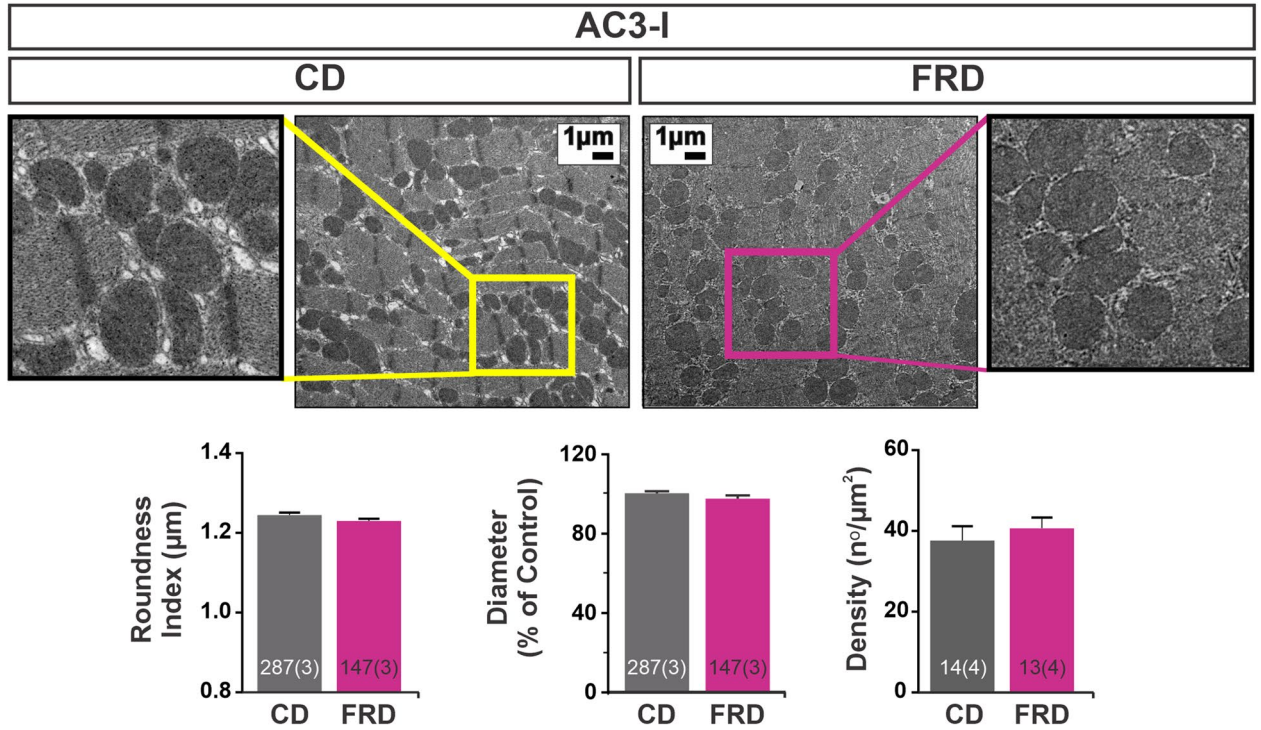 AC3-I
CD
FRD
1µm
1µm
1.4
1.2
1.0
0.8
Roundness
Index (µm)
287(3)
147(3)
CD
FRD
120
80
40
0
Diameter
(% of Control)
287(3)
147(3)
CD
FRD
60
40
20
0
Density (nº/µm²)
14(4)
13(4)
CD
FRD